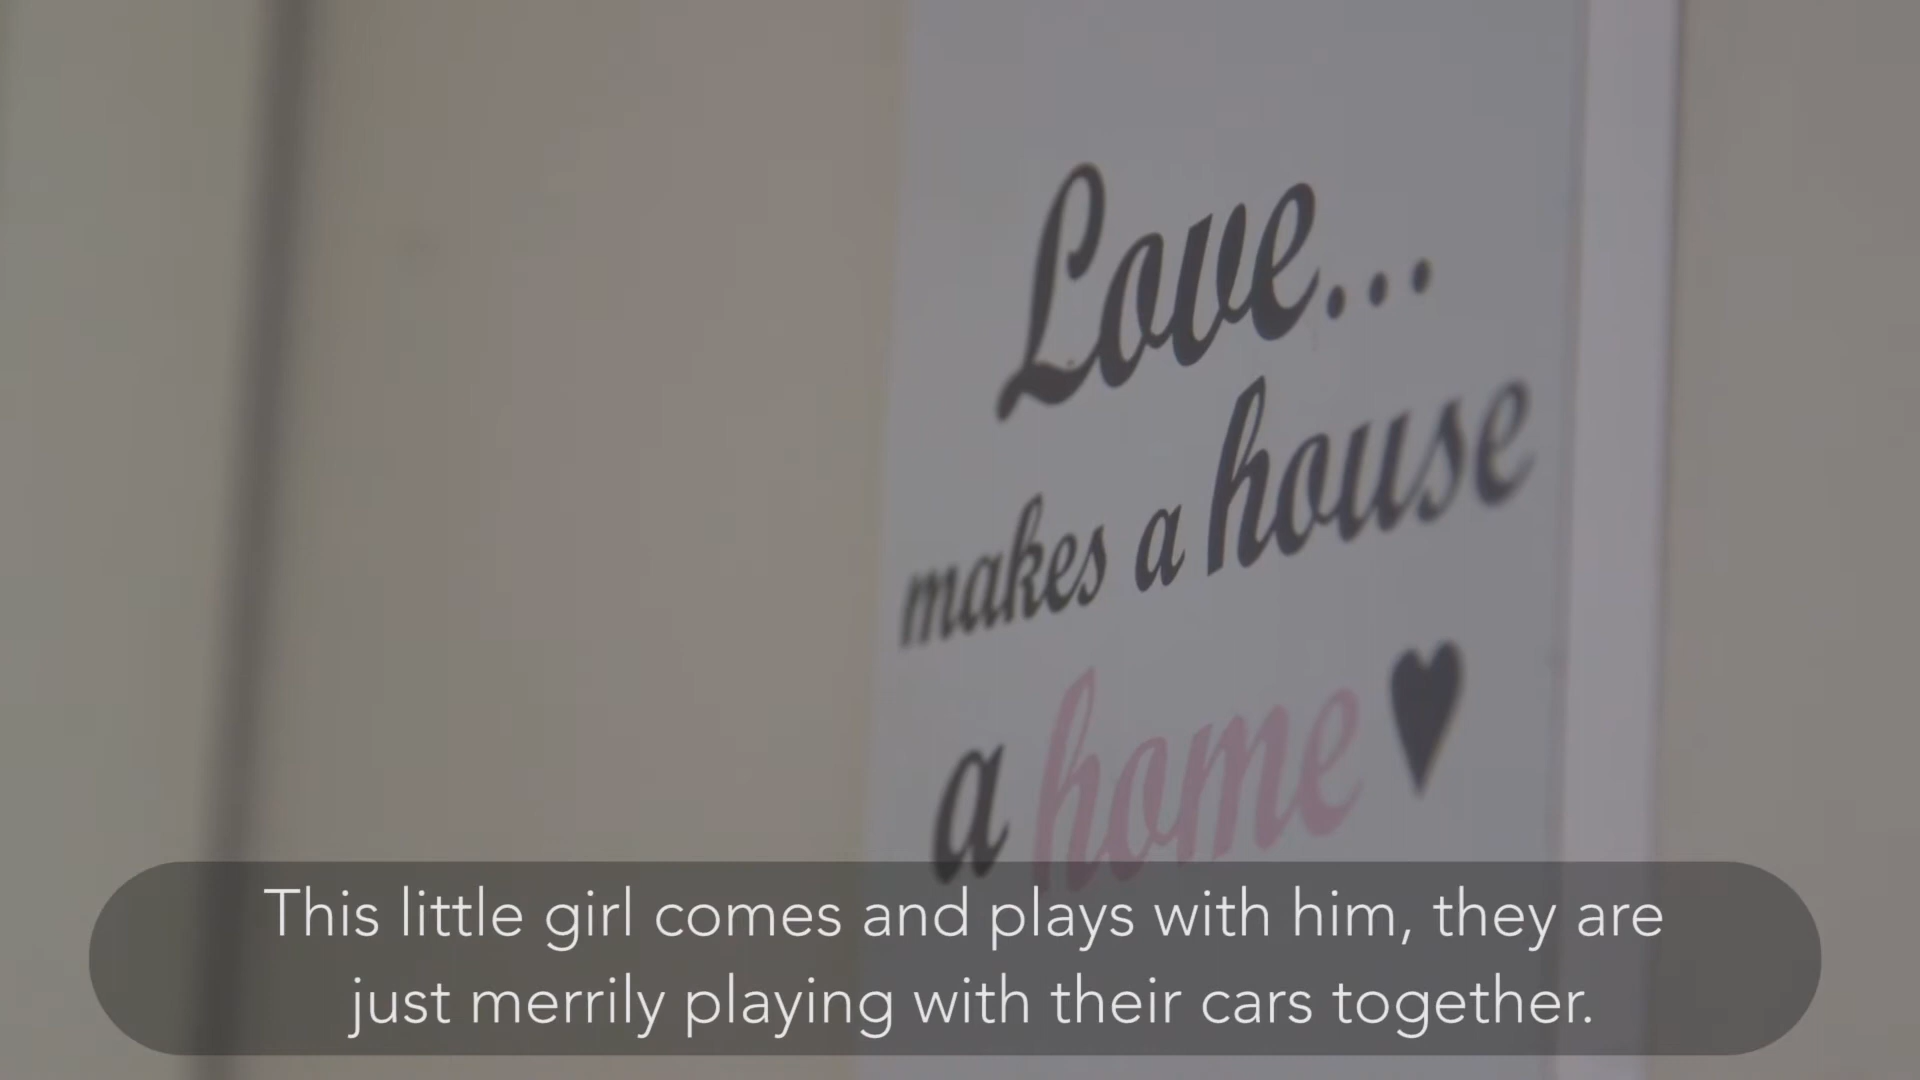 Love...
makes a house
a home
This little girl comes and plays with him, they are
just merrily playing with their cars together.